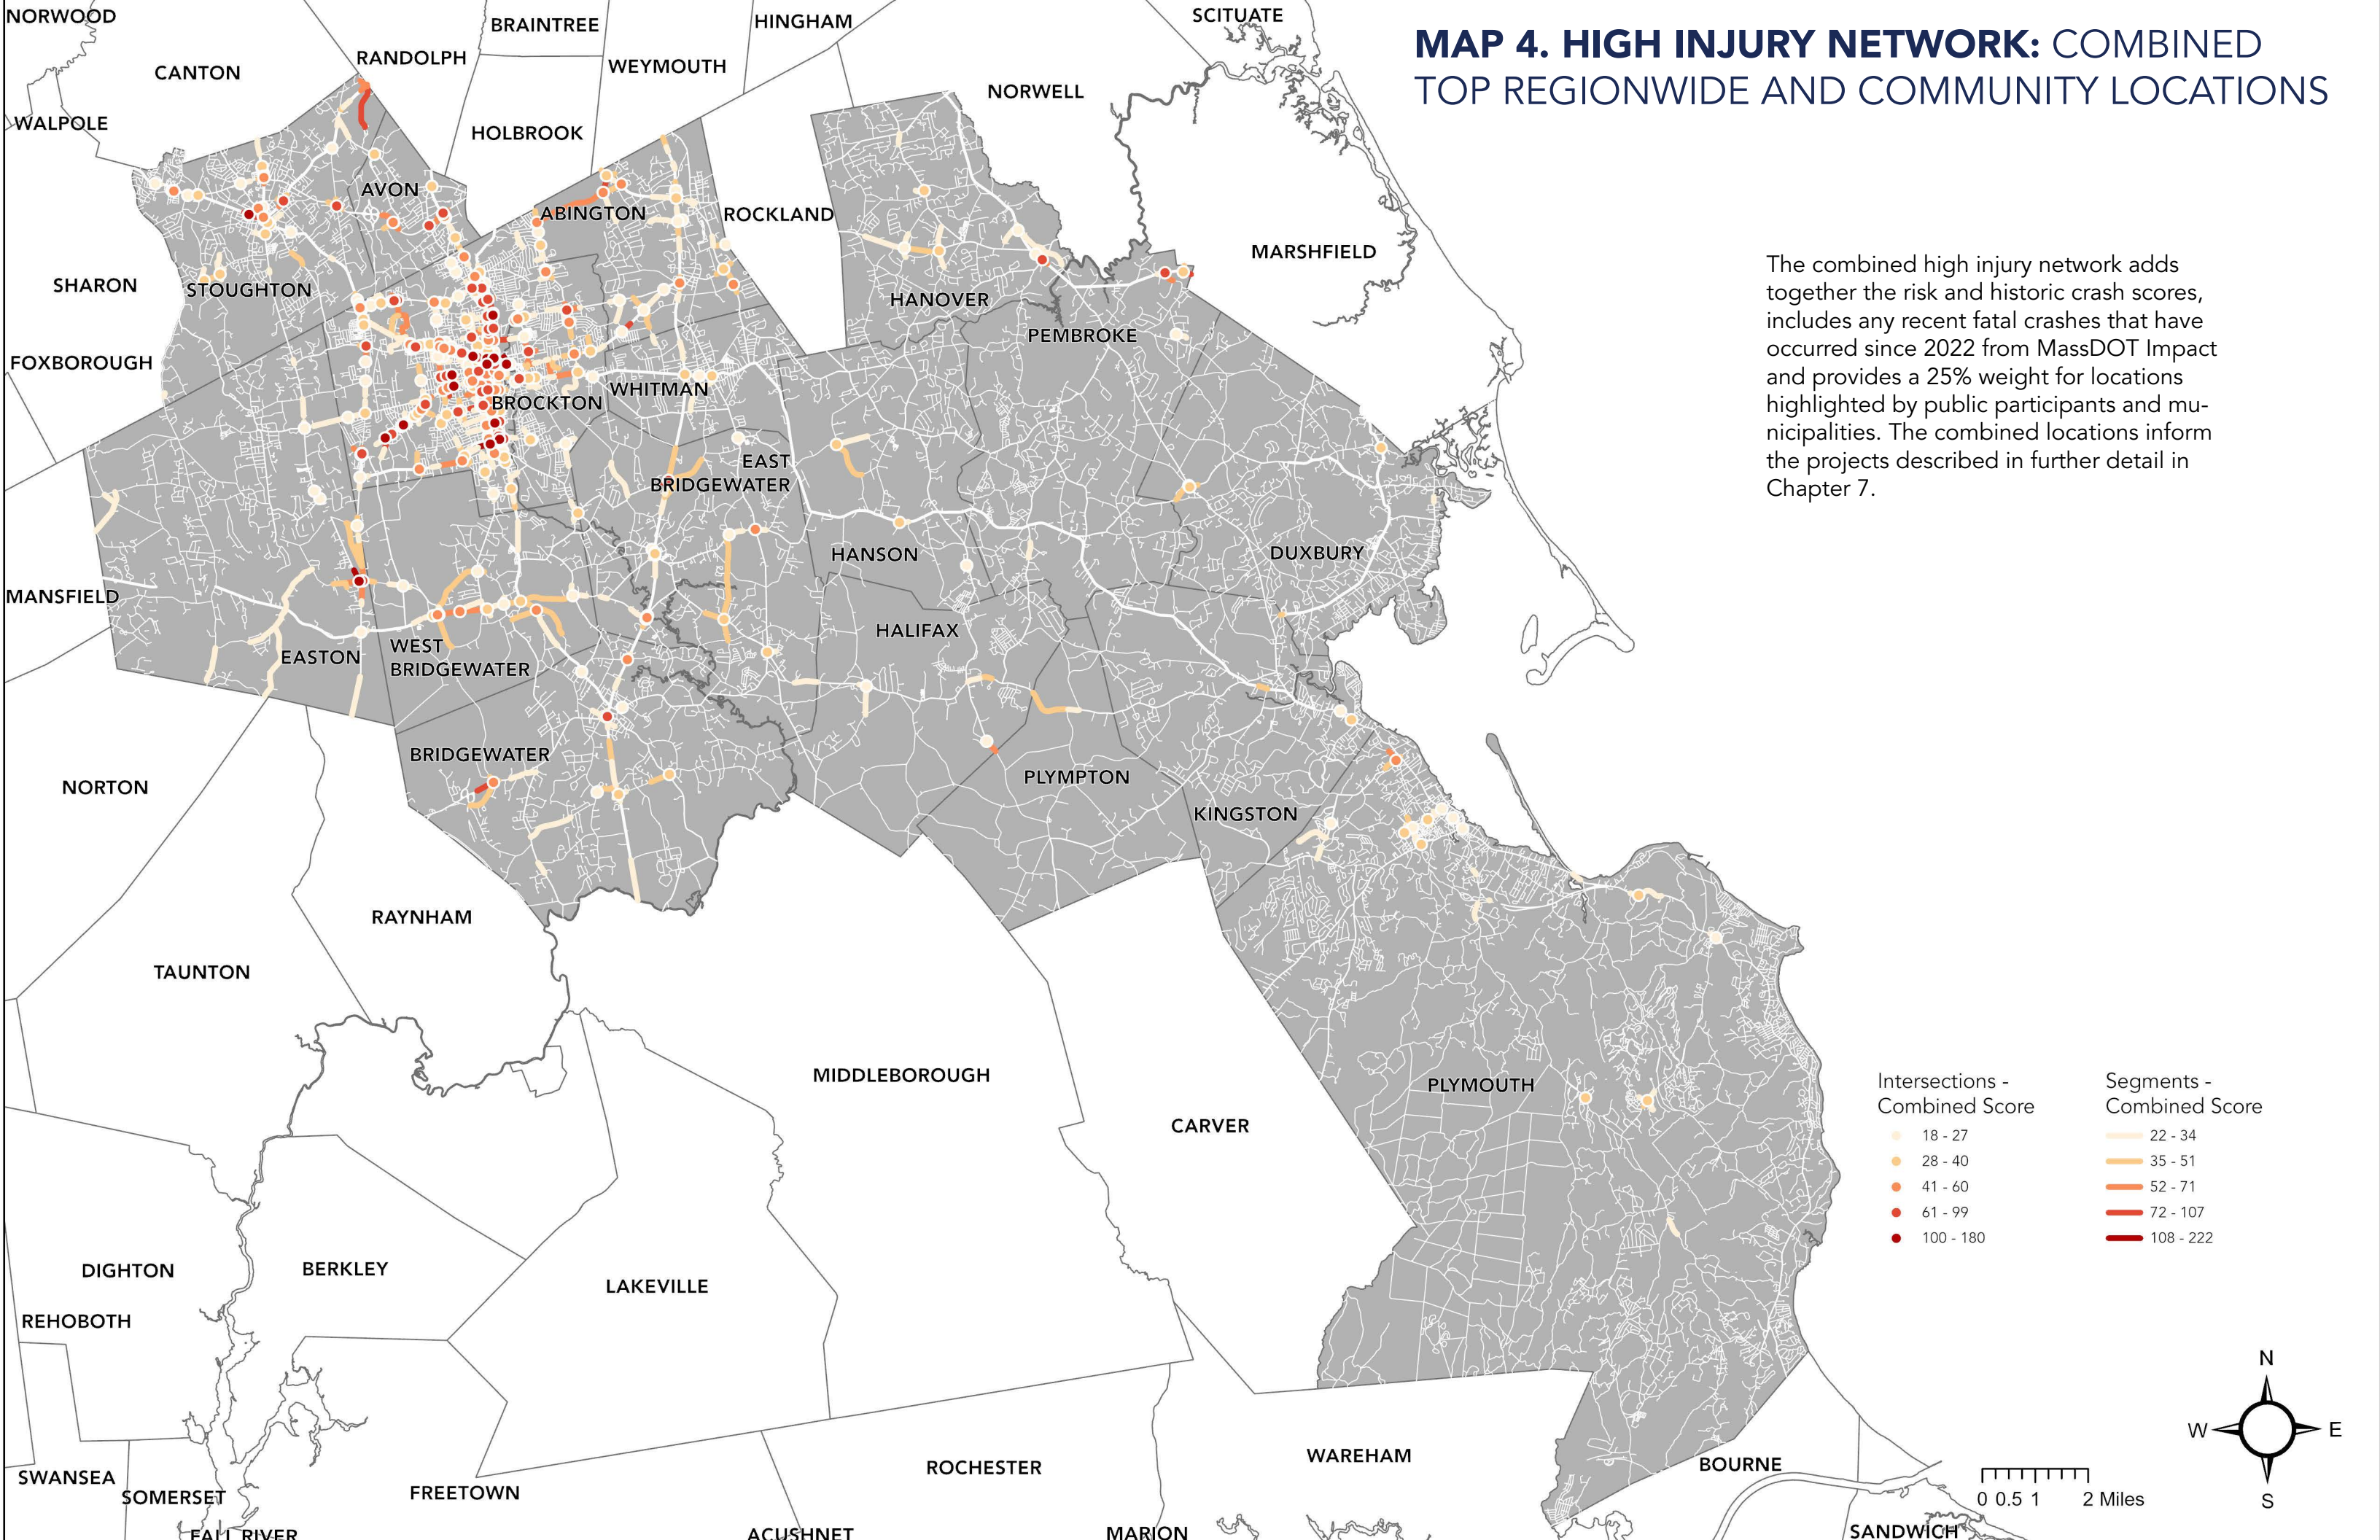 MAP 4. HIGH INJURY NETWORK: COMBINED
TOP REGIONWIDE AND COMMUNITY LOCATIONS
The combined high injury network adds
together the risk and historic crash scores,
includes any recent fatal crashes that have
occurred since 2022 from MassDOT Impact
and provides a 25% weight for locations
highlighted by public participants and mu-
nicipalities. The combined locations inform
the projects described in further detail in
Chapter 7.
NORWOOD
BRAINTREE
HINGHAM
SCITUATE
CANTON
RANDOLPH
WEYMOUTH
NORWELL
WALPOLE
HOLBROOK
AVON
ABINGTON
ROCKLAND
MARSHFIELD
SHARON
STOUGHTON
HANOVER
PEMBROKE
FOXBOROUGH
WHITMAN
BROCKTON
EAST
BRIDGEWATER
HANSON
DUXBURY
MANSFIELD
HALIFAX
EASTON
WEST
BRIDGEWATER
BRIDGEWATER
NORTON
PLYMPTON
KINGSTON
RAYNHAM
TAUNTON
MIDDLEBOROUGH
PLYMOUTH
CARVER
DIGHTON
BERKLEY
LAKEVILLE
REHOBOTH
SWANSEA
SOMERSET
FREETOWN
ROCHESTER
WAREHAM
BOURNE
FALL RIVER
ACUSHNET
MARION
SANDWICH
Intersections -
Combined Score
18 - 27
28 - 40
41 - 60
61 - 99
100 - 180
Segments -
Combined Score
22 - 34
35 - 51
52 - 71
72 - 107
108 - 222
N
W
E
S
0 0.5 1 2 Miles